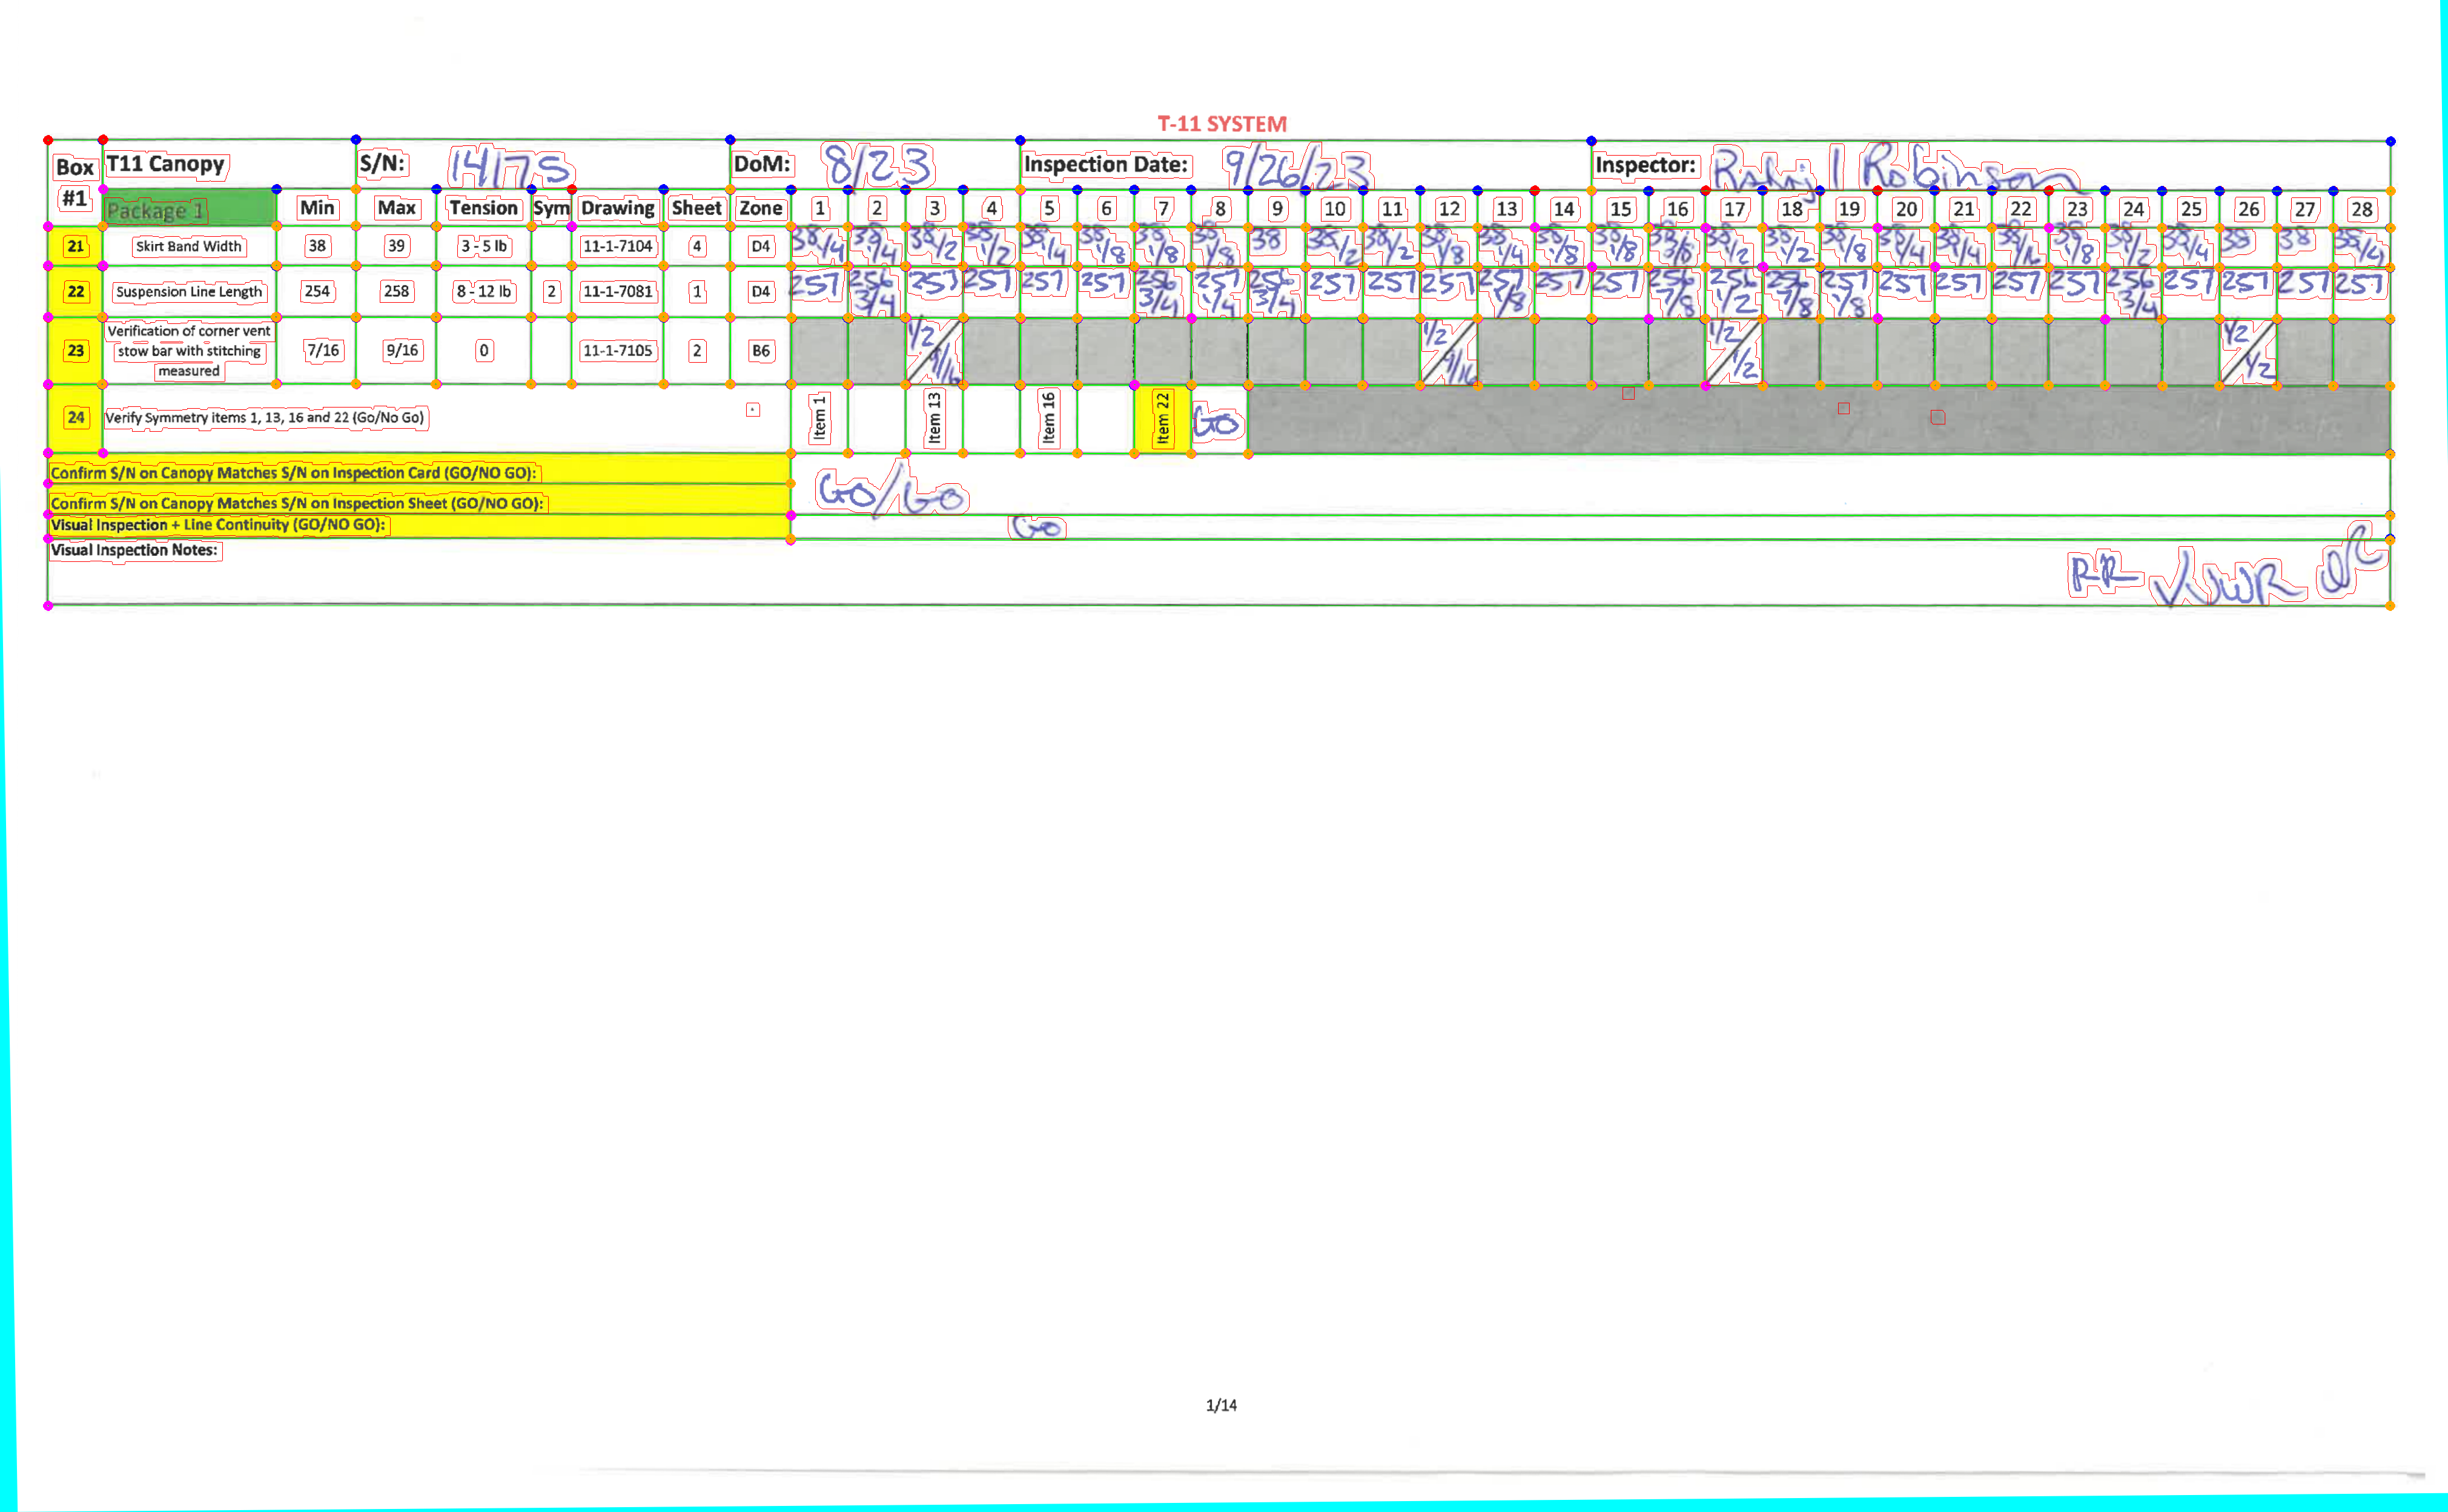 T-11 SYSTEM
Box #1 T11 Canopy S/N: 14175 DoM: 8/23 Inspection Date: 9/26/23 Inspector: Robinson
Package 1 Min Max Tension Sym Drawing Sheet Zone 1 2 3 4 5 6 7 8 9 10 11 12 13 14 15 16 17 18 19 20 21 22 23 24 25 26 27 28
21 Skirt Band Width 38 39 3 - 5 lb 11-1-7104 4 D4 38 1/4 39 1/4 38 1/2 38 1/2 38 1/4 38 1/8 38 1/8 38 1/8 38 38 1/2 38 1/2 38 1/8 38 1/4 38 1/8 38 1/8 38 3/8 38 1/2 38 1/2 38 1/8 38 1/4 38 1/4 38 1/16 38 1/8 38 1/2 38 1/4 38 38 38 1/4
22 Suspension Line Length 254 258 8 - 12 lb 2 11-1-7081 1 D4 257 256 3/4 257 257 257 257 256 3/4 257 1/4 256 3/4 257 257 257 257 1/8 257 257 256 7/8 256 1/2 256 7/8 257 1/8 257 257 257 257 256 3/4 257 257 257 257
23 Verification of corner vent stow bar with stitching measured 7/16 9/16 0 11-1-7105 2 B6 1/2 / 9/16 1/2 / 9/16 1/2 / 1/2 1/2 / 1/2
24 Verify Symmetry items 1, 13, 16 and 22 (Go/No Go) Item 1 Item 13 Item 16 Item 22 GO
Confirm S/N on Canopy Matches S/N on Inspection Card (GO/NO GO):
GO/GO
Confirm S/N on Canopy Matches S/N on Inspection Sheet (GO/NO GO):
Visual Inspection + Line Continuity (GO/NO GO): GO
Visual Inspection Notes:
RR
1/14